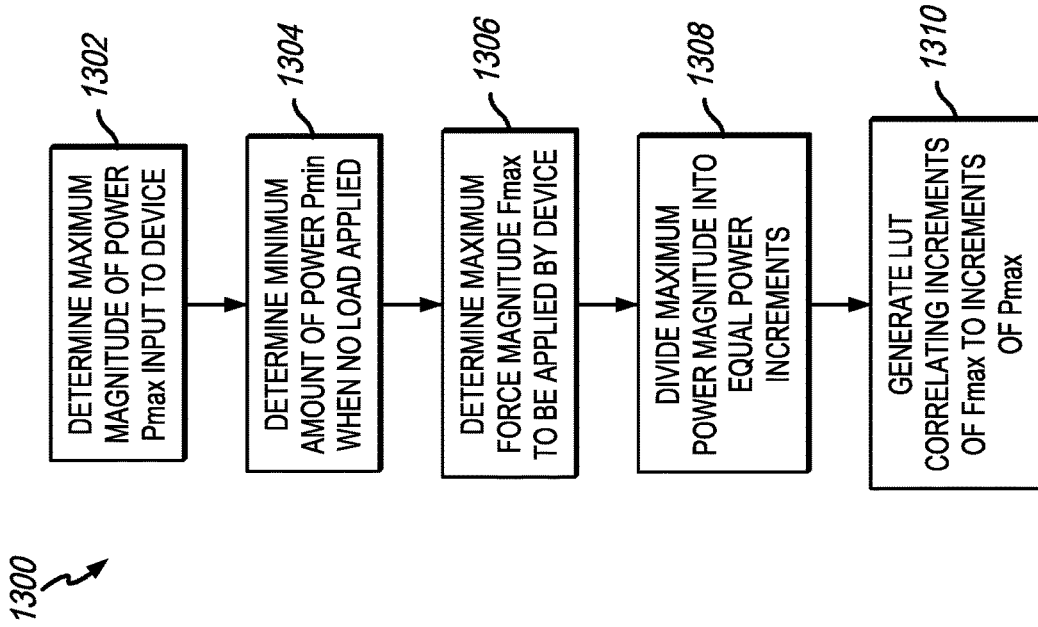 1300
1302
DETERMINE MAXIMUM
MAGNITUDE OF POWER
Pmax INPUT TO DEVICE
1304
DETERMINE MINIMUM
AMOUNT OF POWER Pmin
WHEN NO LOAD APPLIED
1306
DETERMINE MAXIMUM
FORCE MAGNITUDE Fmax
TO BE APPLIED BY DEVICE
1308
DIVIDE MAXIMUM
POWER MAGNITUDE INTO
EQUAL POWER
INCREMENTS
1310
GENERATE LUT
CORRELATING INCREMENTS
OF Fmax TO INCREMENTS
OF Pmax